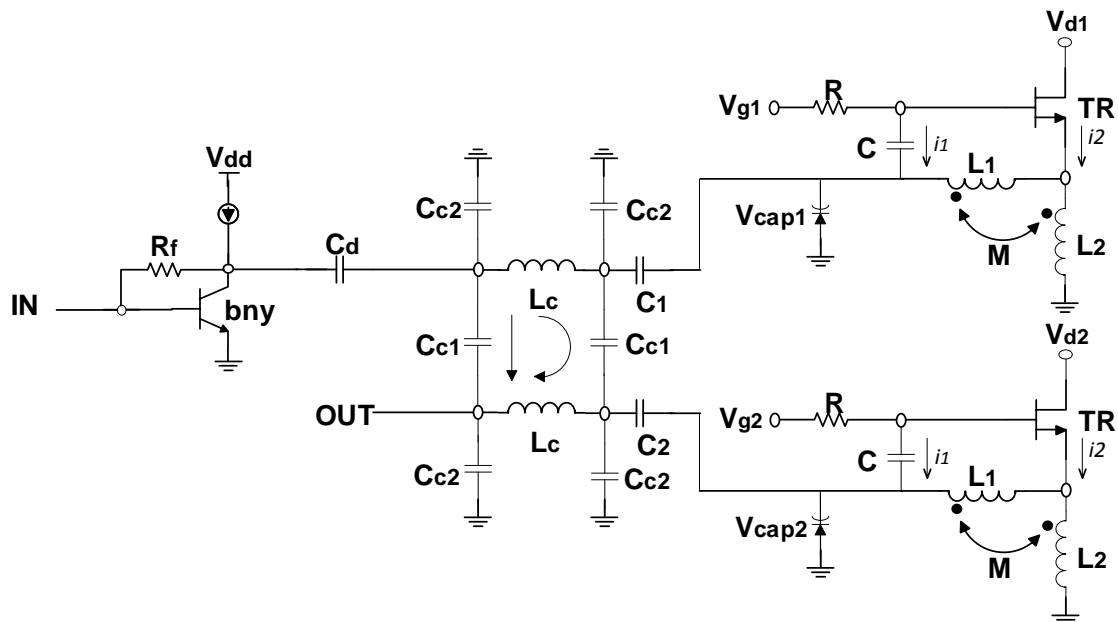 Vd1
Vg1
R
TR
C
i1
L1
i2
Vdd
Cc2
Cc2
Vcap1
M
L2
Rf
Cd
IN
bny
Lc
C1
Cc1
Cc1
Vd2
OUT
Vg2
R
TR
Lc
C2
C
i1
L1
i2
Cc2
Cc2
Vcap2
M
L2